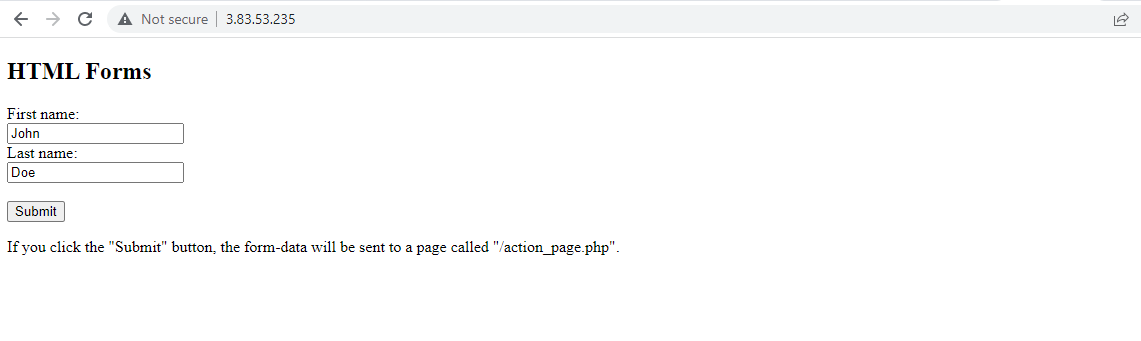 Not secure 3.83.53.235
HTML Forms
First name:
John
Last name:
Doe
Submit
If you click the "Submit" button, the form-data will be sent to a page called "/action_page.php".